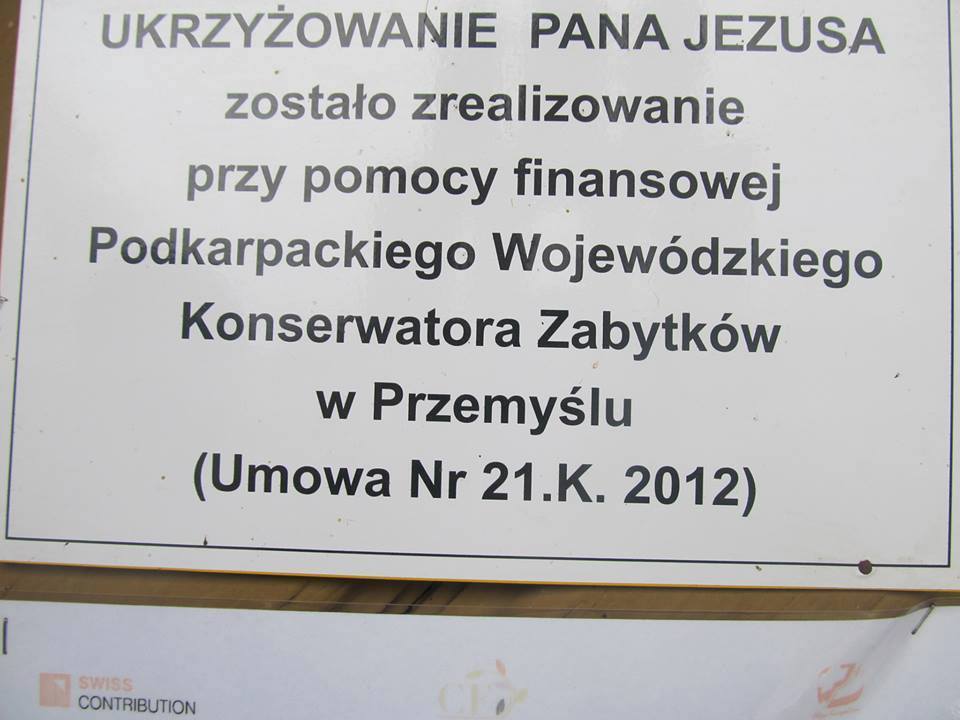 UKRZYŻOWANIE PANA JEZUSA
zostało zrealizowanie
przy pomocy finansowej
Podkarpackiego Wojewódzkiego
Konserwatora Zabytków
w Przemyślu
(Umowa Nr 21.K. 2012)
SWISS
CONTRIBUTION